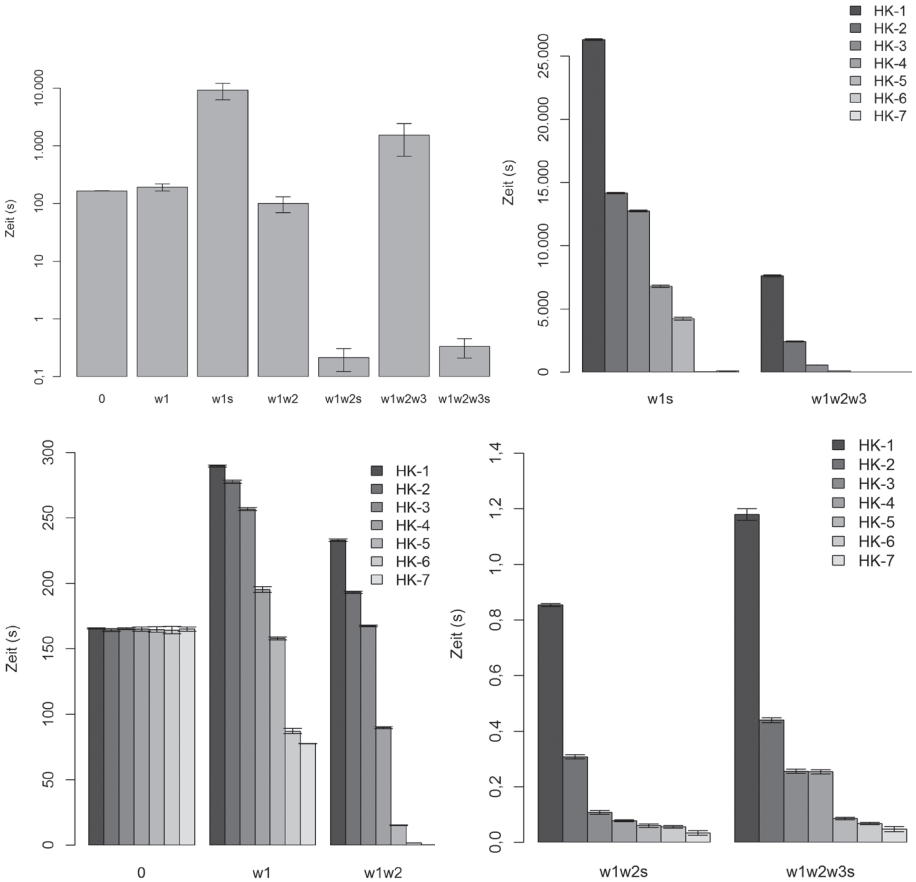 Zeit (s)
10.000
1.000
100
10
1
0,1
0
w1
w1s
w1w2
w1w2s
w1w2w3
w1w2w3s
Zeit (s)
25.000
20.000
15.000
10.000
5.000
0
HK-1
HK-2
HK-3
HK-4
HK-5
HK-6
HK-7
w1s
w1w2w3
Zeit (s)
300
250
200
150
100
50
0
HK-1
HK-2
HK-3
HK-4
HK-5
HK-6
HK-7
0
w1
w1w2
Zeit (s)
1,4
1,2
1,0
0,8
0,6
0,4
0,2
0,
HK-1
HK-2
HK-3
HK-4
HK-5
HK-6
HK-7
w1w2s
w1w2w3s